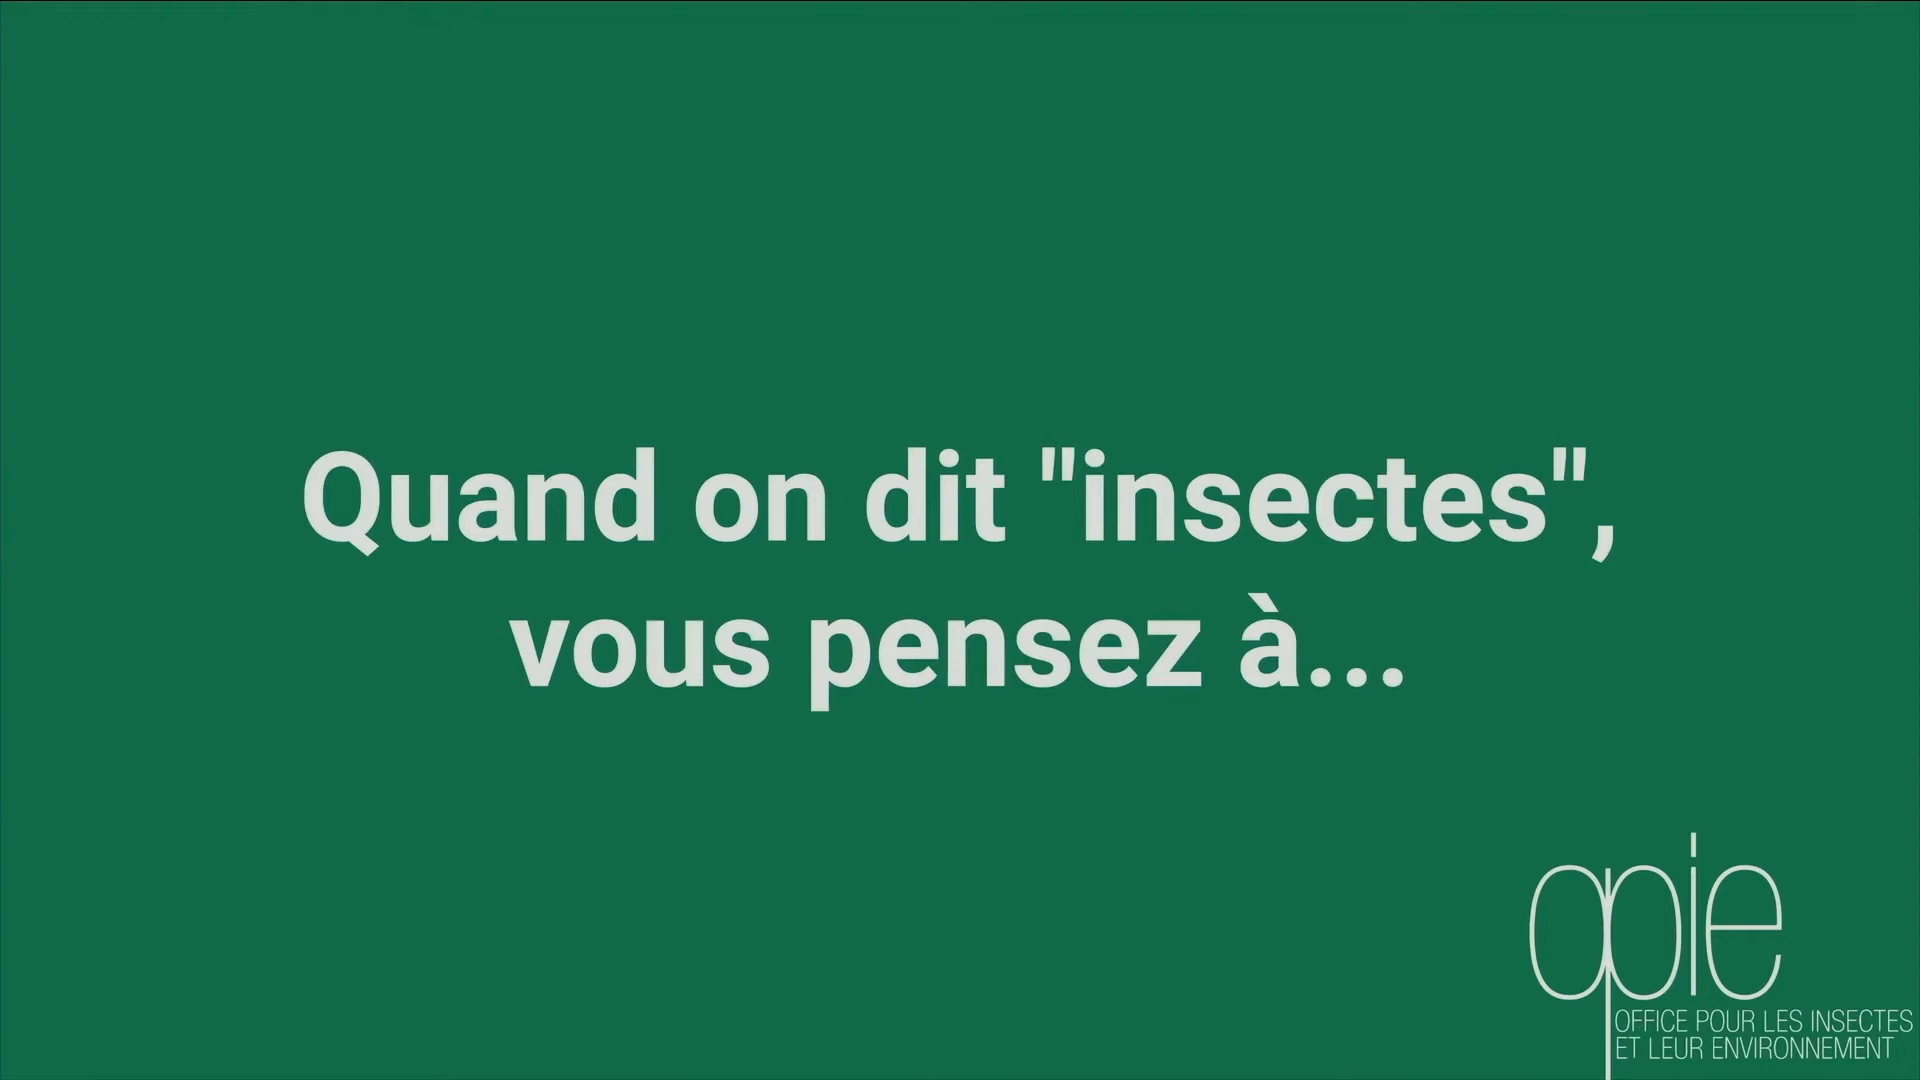 Quand on dit "insectes",
vous pensez à...
opie
OFFICE POUR LES INSECTES
ET LEUR ENVIRONNEMENT